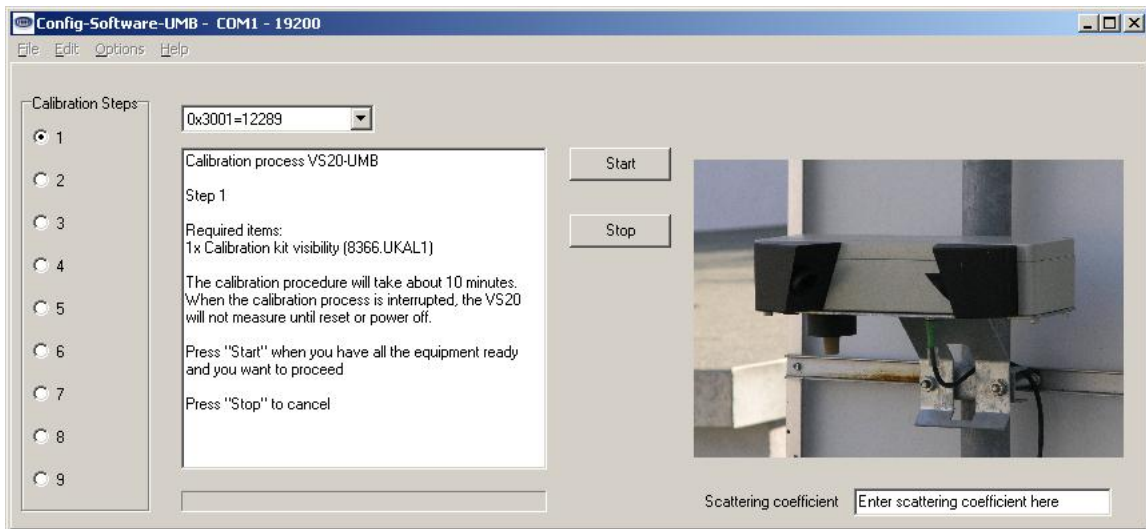 Config-Software-UMB - COM1 - 19200
File Edit Options Help
Calibration Steps
1
2
3
4
5
6
7
8
9
0x3001=12289
Calibration process VS20-UMB
Step 1
Required items:
1x Calibration kit visibility (8366.UKAL1)
The calibration procedure will take about 10 minutes.
When the calibration process is interrupted, the VS20
will not measure until reset or power off.
Press "Start" when you have all the equipment ready
and you want to proceed
Press "Stop" to cancel
Start
Stop
Scattering coefficient
Enter scattering coefficient here